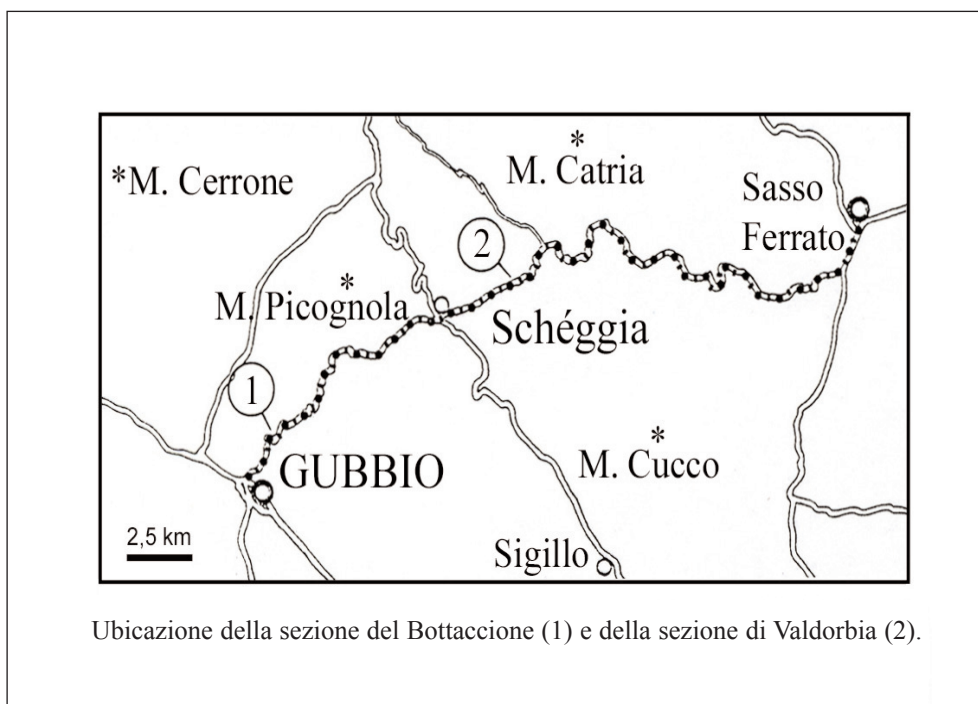 *M. Cerrone
*
M. Catria
Sasso
Ferrato
2
*
M. Picognola
Schéggia
1
*
M. Cucco
GUBBIO
2,5 km
Sigillo
Ubicazione della sezione del Bottaccione (1) e della sezione di Valdorbia (2).